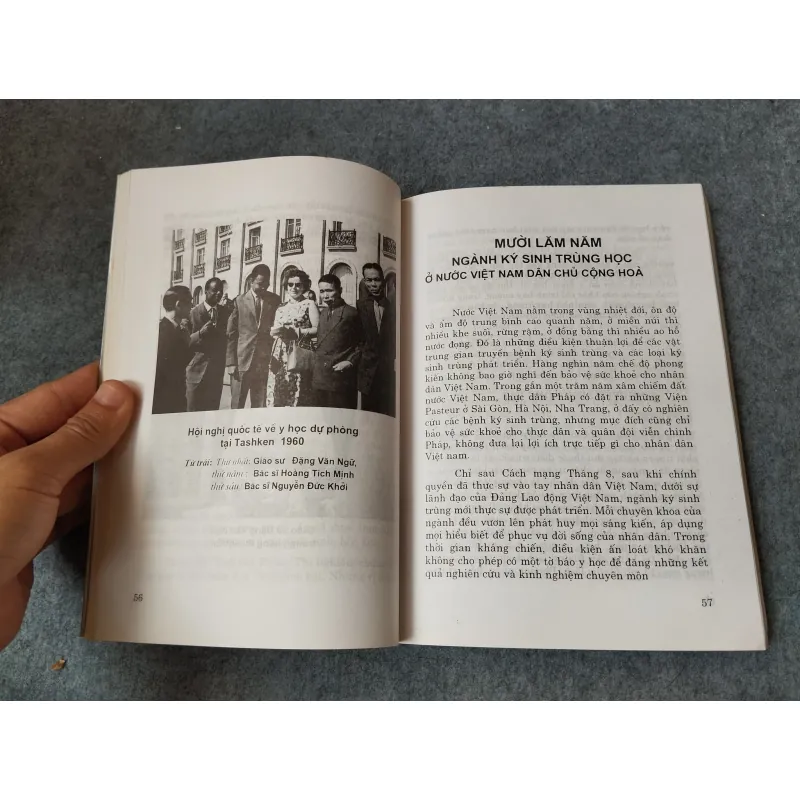 Hội nghị quốc tế về y học dự phòng
tại Tashken 1960
Từ trái: Thứ nhất: Giáo sư Đặng Văn Ngữ,
thứ năm: Bác sĩ Hoàng Tích Mịnh
thứ sáu: Bác sĩ Nguyễn Đức Khởi
56
MƯỜI LĂM NĂM
NGÀNH KÝ SINH TRÙNG HỌC
Ở NƯỚC VIỆT NAM DÂN CHỦ CỘNG HOÀ
Nước Việt Nam nằm trong vùng nhiệt đới, ôn độ
và ẩm độ trung bình cao quanh năm, ở miền núi thì
nhiều khe suối, rừng rậm, ở đồng bằng thì nhiều ao hồ
nước đọng. Đó là những điều kiện thuận lợi để các vật
trung gian truyền bệnh ký sinh trùng và các loại ký
sinh trùng phát triển. Hàng nghìn năm chế độ phong
kiến không bao giờ nghĩ đến bảo vệ sức khoẻ cho nhân
dân Việt Nam. Trong gần một trăm năm xâm chiếm đất
nước Việt Nam, thực dân Pháp có đặt ra những Viện
Pasteur ở Sài Gòn, Hà Nội, Nha Trang, ở đấy có nghiên
cứu các bệnh ký sinh trùng, nhưng mục đích cũng chỉ
bảo vệ sức khoẻ cho thực dân và quân đội viễn chinh
Pháp, không đưa lại lợi ích trực tiếp gì cho nhân dân
Việt nam.
Chỉ sau Cách mạng Tháng 8, sau khi chính
quyền đã thực sự vào tay nhân dân Việt Nam, dưới sự
lãnh đạo của Đảng Lao động Việt Nam, ngành ký sinh
trùng mới thực sự được phát triển. Mỗi chuyên khoa của
ngành đều vươn lên phát huy mọi sáng kiến, áp dụng
mọi hiểu biết để phục vụ đời sống của nhân dân. Trong
thời gian kháng chiến, điều kiện ấn loát khó khăn
không cho phép có một tờ báo y học để đăng những kết
quả nghiên cứu và kinh nghiệm chuyên môn
57